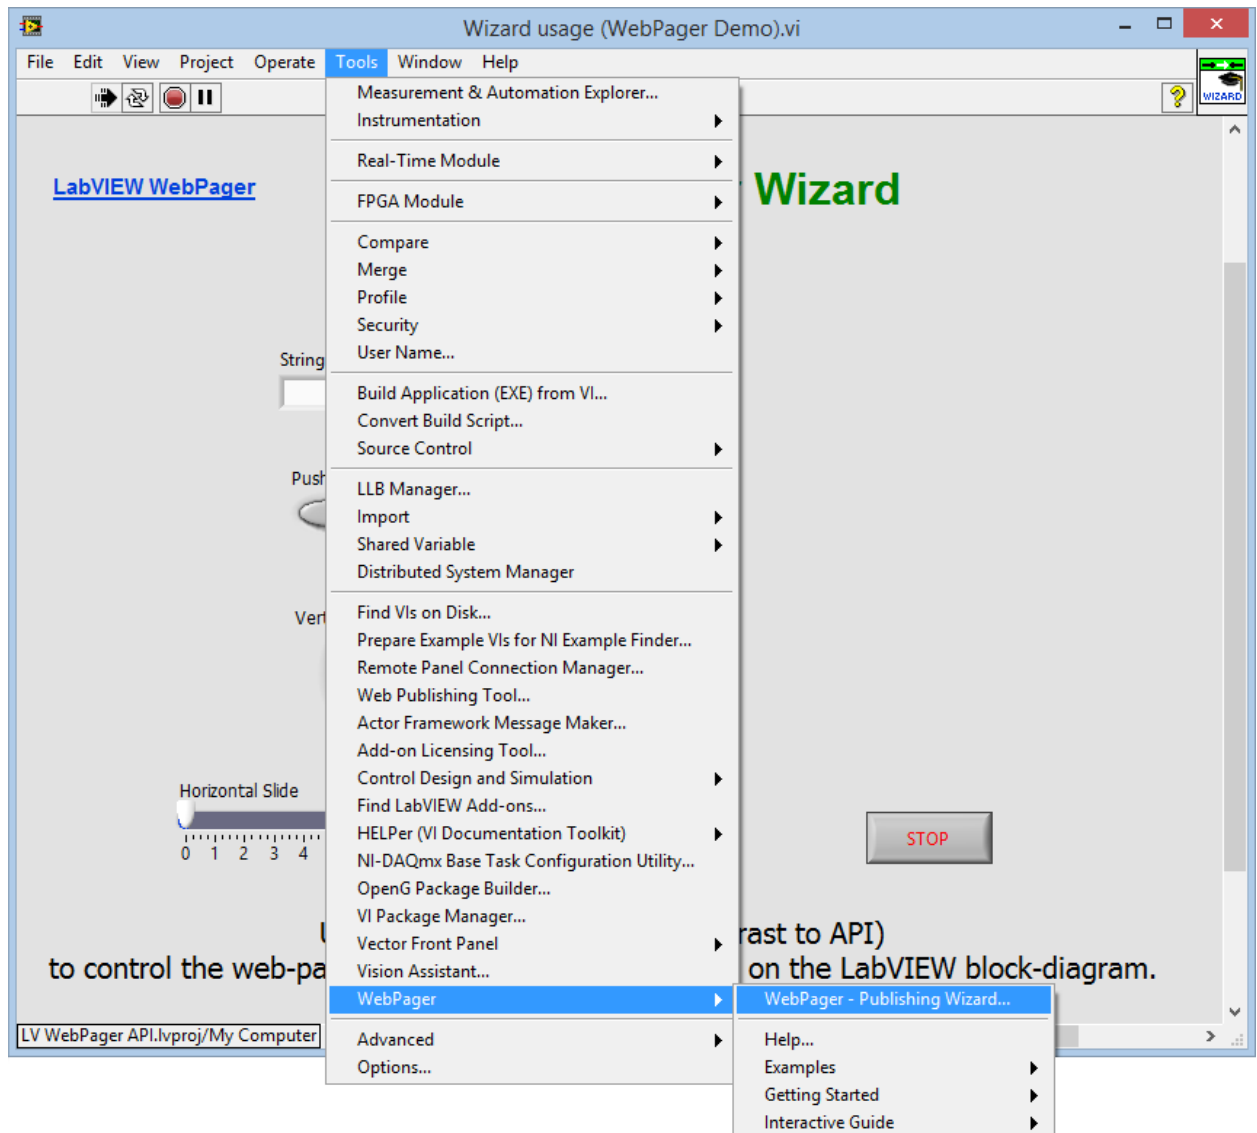 Wizard usage (WebPager Demo).vi
File Edit View Project Operate Tools Window Help
WIZARD
LabVIEW WebPager
Wizard
String
Push
Vert
Horizontal Slide
0 1 2 3 4
STOP
rast to API)
to control the web-pa on the LabVIEW block-diagram.
LV WebPager API.lvproj/My Computer
Measurement & Automation Explorer...
Instrumentation
Real-Time Module
FPGA Module
Compare
Merge
Profile
Security
User Name...
Build Application (EXE) from VI...
Convert Build Script...
Source Control
LLB Manager...
Import
Shared Variable
Distributed System Manager
Find VIs on Disk...
Prepare Example VIs for NI Example Finder...
Remote Panel Connection Manager...
Web Publishing Tool...
Actor Framework Message Maker...
Add-on Licensing Tool...
Control Design and Simulation
Find LabVIEW Add-ons...
HELPer (VI Documentation Toolkit)
NI-DAQmx Base Task Configuration Utility...
OpenG Package Builder...
VI Package Manager...
Vector Front Panel
Vision Assistant...
WebPager
Advanced
Options...
WebPager - Publishing Wizard...
Help...
Examples
Getting Started
Interactive Guide